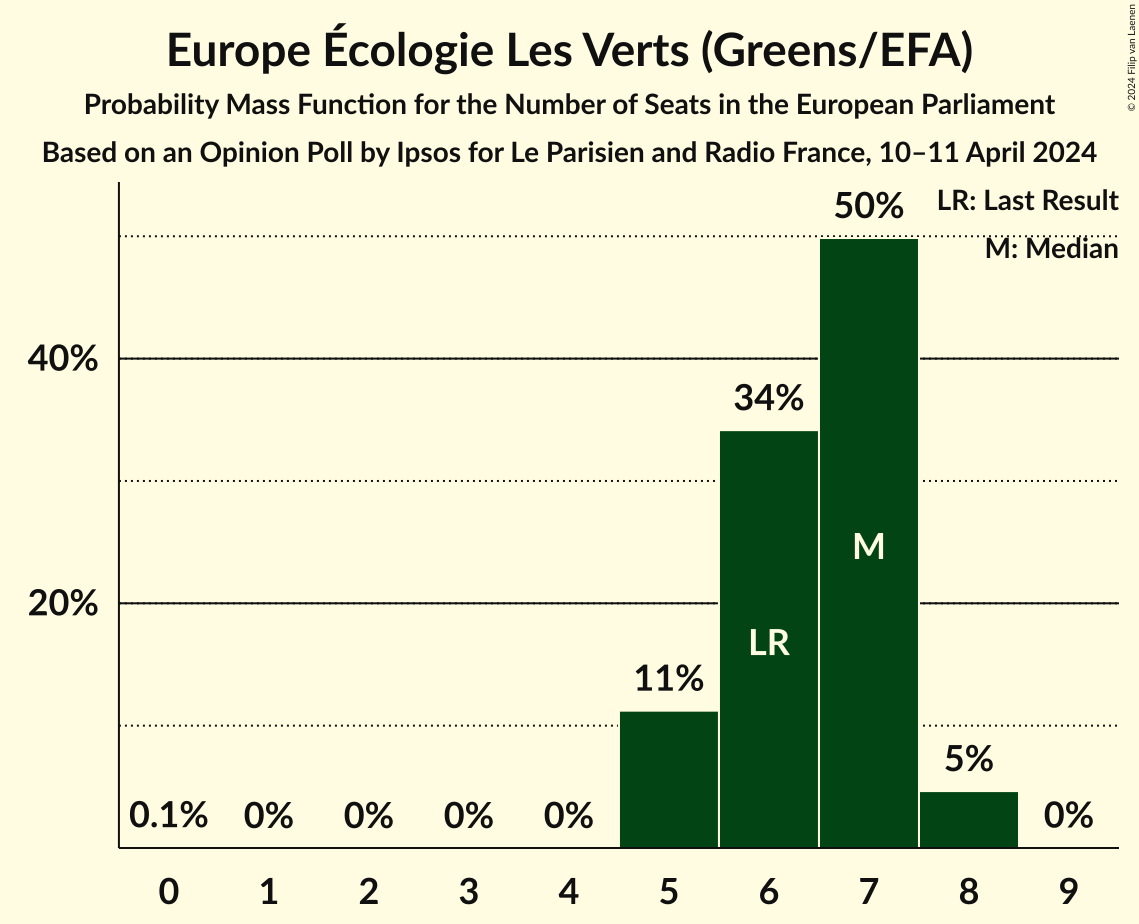 Europe Écologie Les Verts (Greens/EFA)
Probability Mass Function for the Number of Seats in the European Parliament
Based on an Opinion Poll by Ipsos for Le Parisien and Radio France, 10–11 April 2024
© 2024 Filip van Laenen
LR: Last Result
M: Median
50%
40%
34%
M
20%
LR
11%
5%
0.1% 0% 0% 0% 0% 0%
0 1 2 3 4 5 6 7 8 9